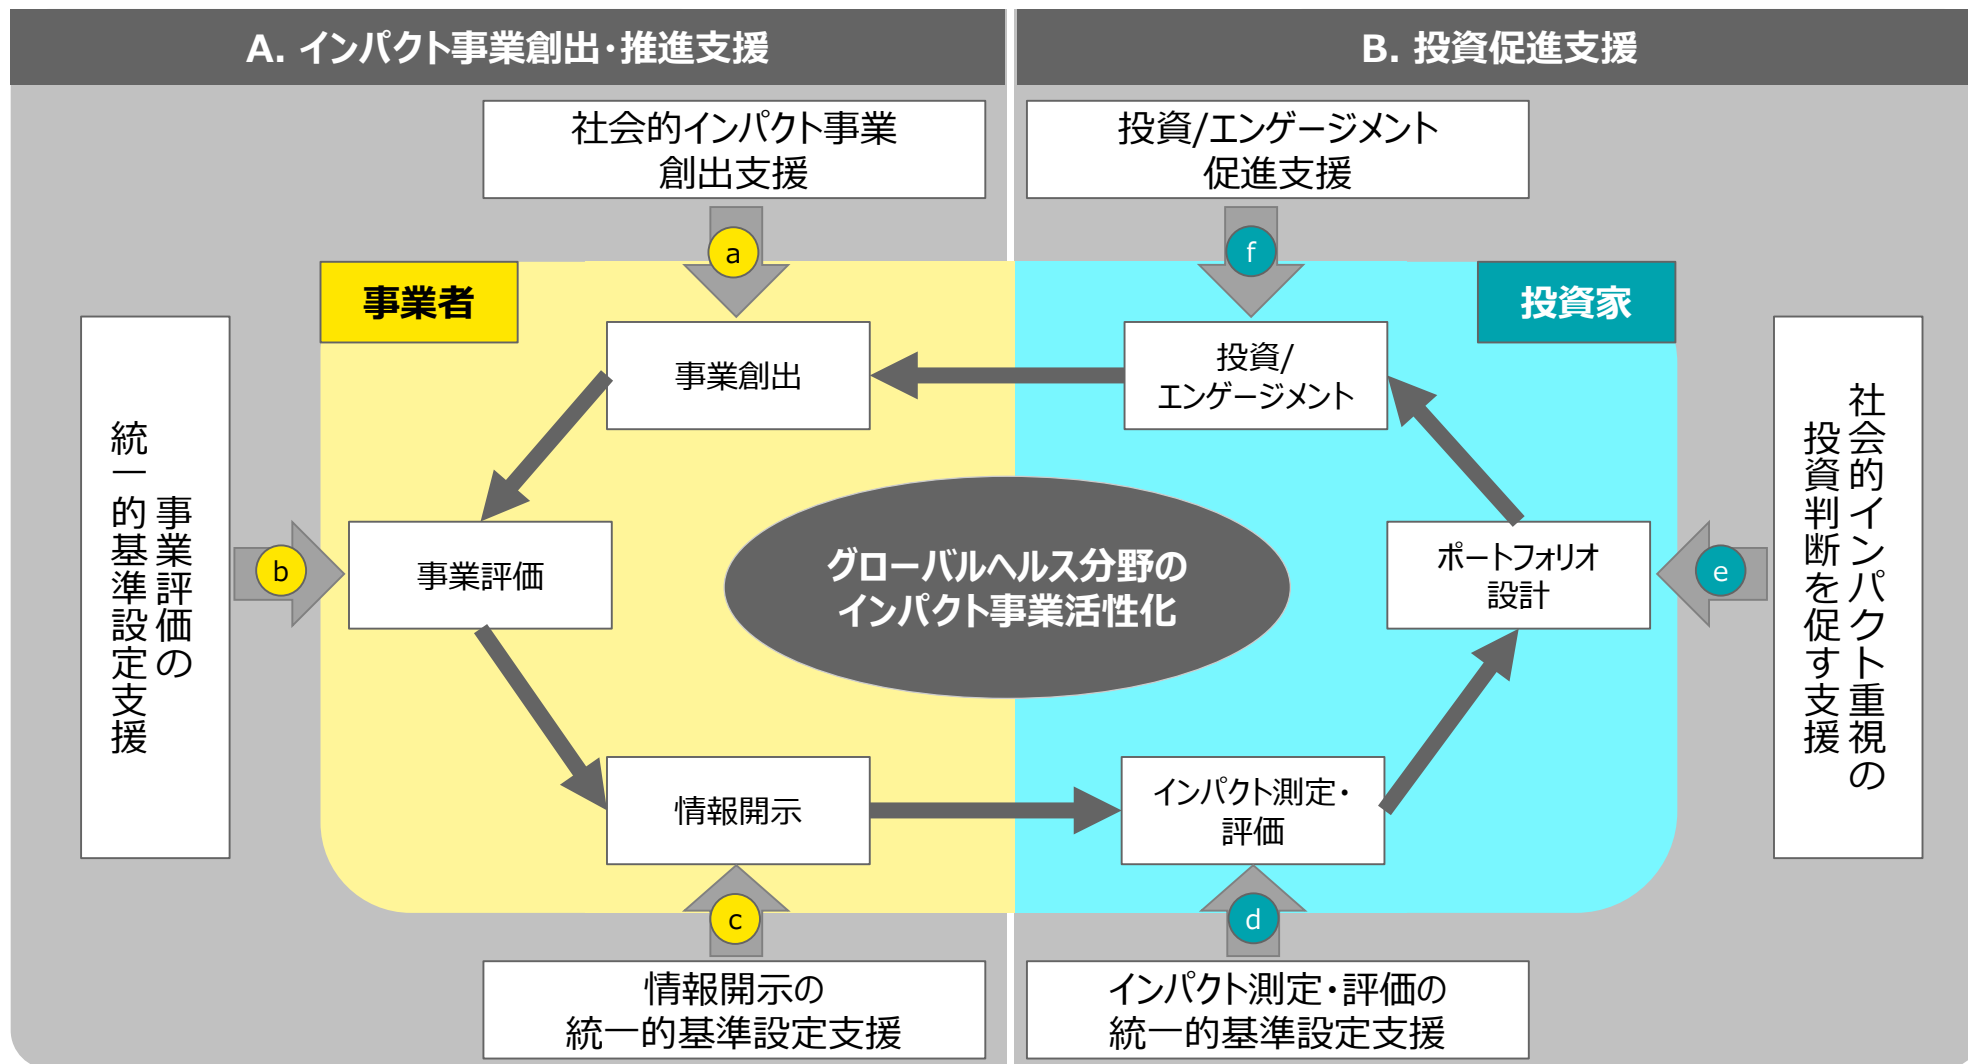 A. インパクト事業創出・推進支援
B. 投資促進支援
社会的インパクト事業
創出支援
投資/エンゲージメント
促進支援
a
f
事業者
投資家
事業創出
投資/
エンゲージメント
事業評価の
統一的基準設定支援
b
事業評価
グローバルヘルス分野の
インパクト事業活性化
ポートフォリオ
設計
e
社会的インパクト重視の
投資判断を促す支援
情報開示
インパクト測定・
評価
c
d
情報開示の
統一的基準設定支援
インパクト測定・評価の
統一的基準設定支援